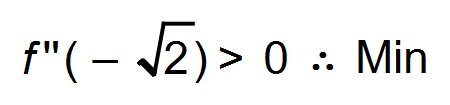 f"(–√2)> 0 ∴ Min